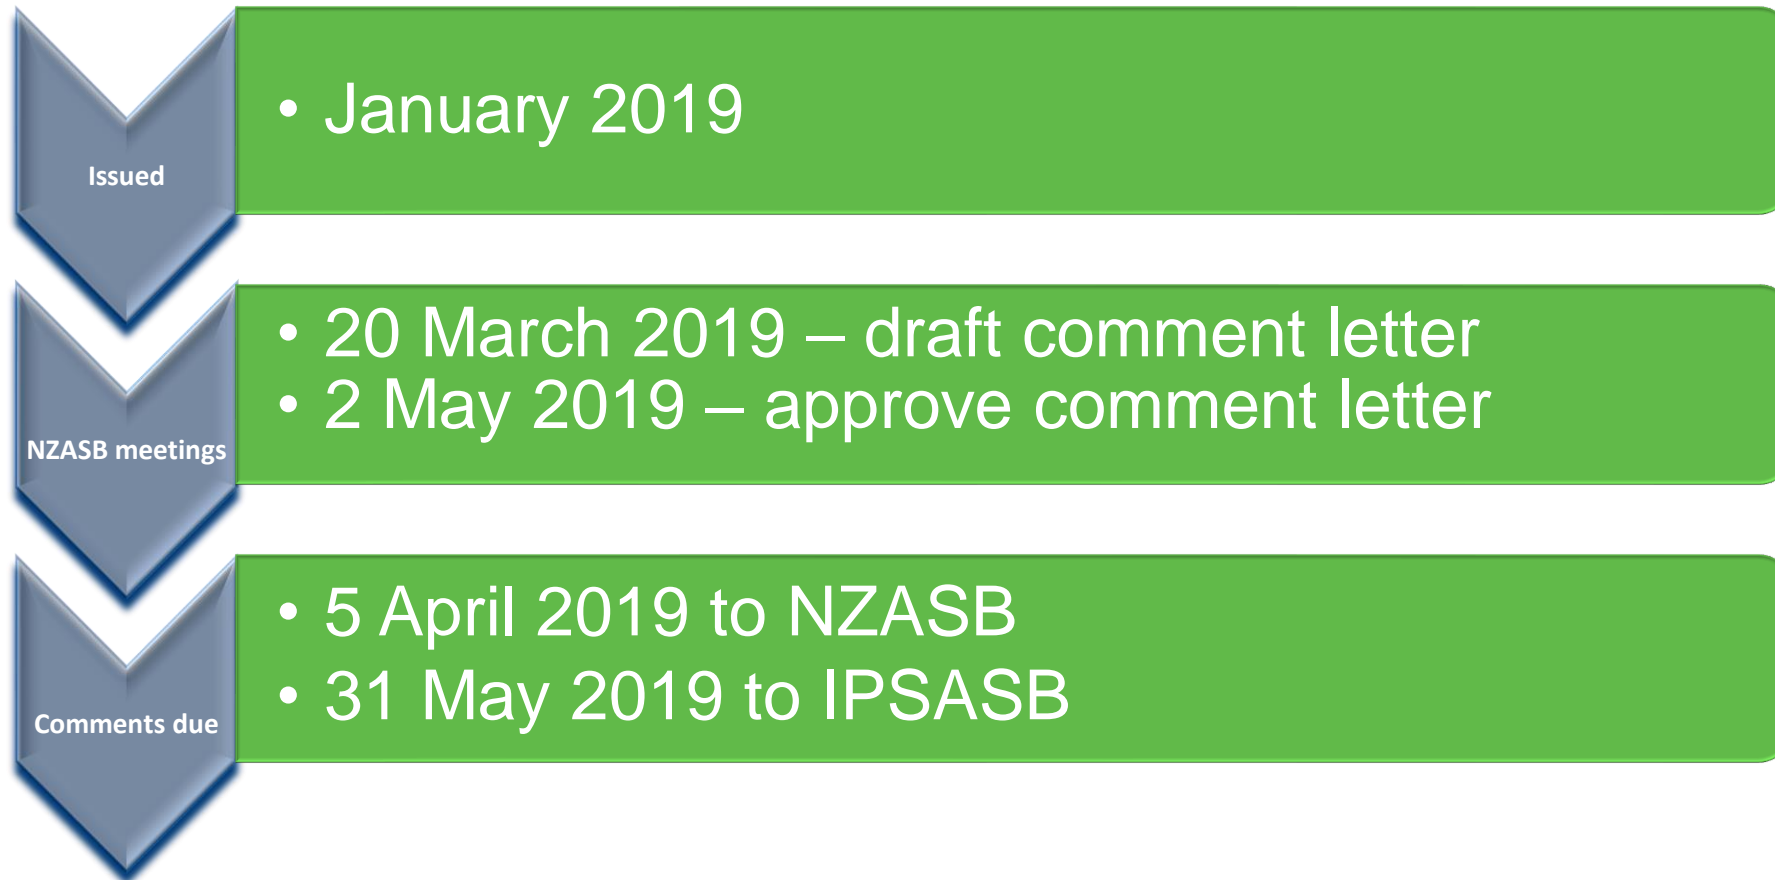 Issued
• January 2019
NZASB meetings
• 20 March 2019 – draft comment letter
• 2 May 2019 – approve comment letter
Comments due
• 5 April 2019 to NZASB
• 31 May 2019 to IPSASB